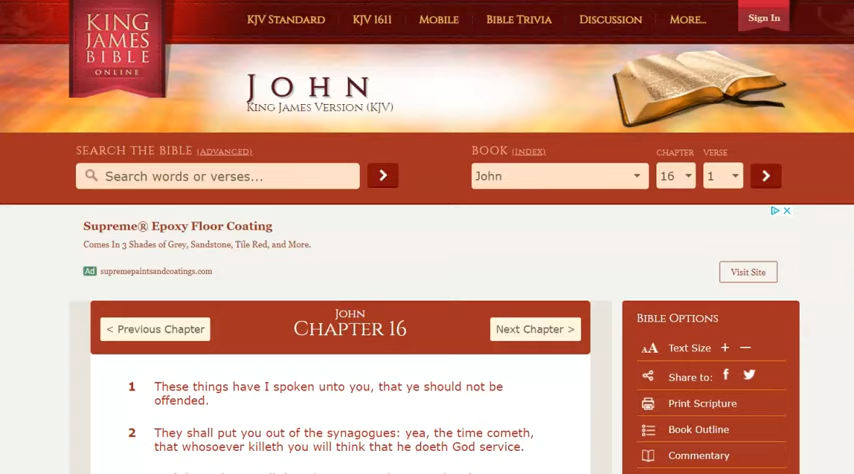 KING
JAMES
BIBLE
ONLINE
KJV Standard
KJV 1611
Mobile
Bible Trivia
Discussion
More...
Sign In
John
King James Version (KJV)
Search the Bible (Advanced)
Search words or verses...
Book (Index)
John
Chapter
16
Verse
1
Supreme® Epoxy Floor Coating
Comes In 3 Shades of Grey, Sandstone, Tile Red, and More.
Ad supremepaintsandcoatings.com
Visit Site
< Previous Chapter
John
Chapter 16
Next Chapter >
1 These things have I spoken unto you, that ye should not be
offended.
2 They shall put you out of the synagogues: yea, the time cometh,
that whosoever killeth you will think that he doeth God service.
Bible Options
AA Text Size + —
Share to:
Print Scripture
Book Outline
Commentary